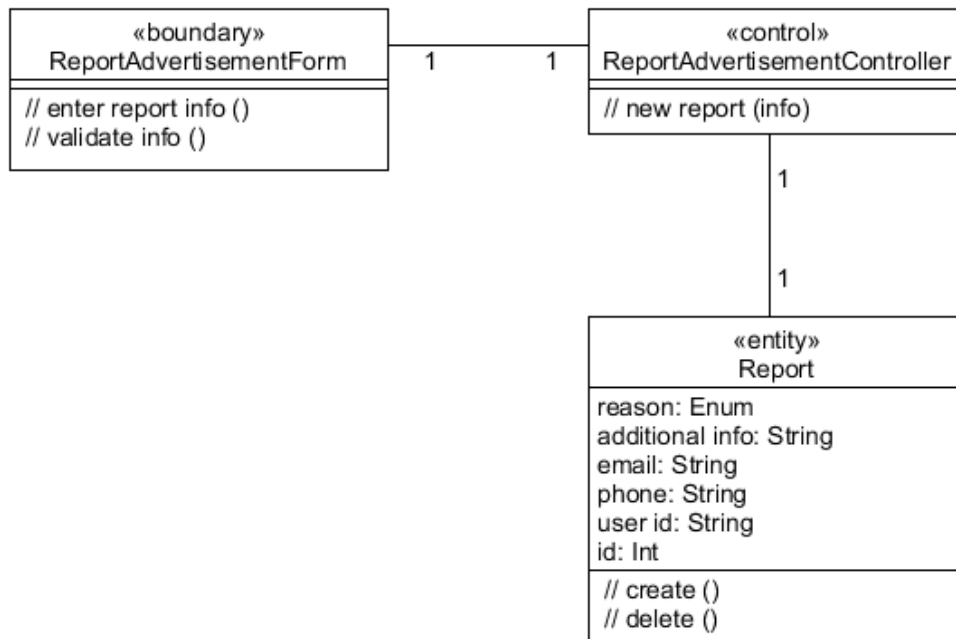 «boundary»
ReportAdvertisementForm
// enter report info ()
// validate info ()
1
1
«control»
ReportAdvertisementController
// new report (info)
1
1
«entity»
Report
reason: Enum
additional info: String
email: String
phone: String
user id: String
id: Int
// create ()
// delete ()